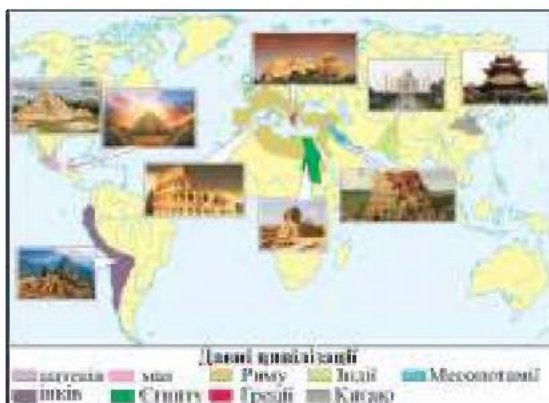 Давні цивілізації
ацтеків майя Риму Індії Месопотамії
інків Єгипту Греції Китаю